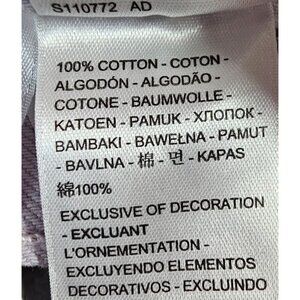 S110772 AD
100% COTTON - COTON -
ALGODÓN - ALGODÃO -
COTONE - BAUMWOLLE -
KATOEN - PAMUK - ХЛОПОК -
BAMBAKI - BAWEŁNA - PAMUT
- BAVLNA - 棉 - 면 - KAPAS
綿100%
EXCLUSIVE OF DECORATION
- EXCLUANT
L'ORNEMENTATION -
EXCLUYENDO ELEMENTOS
DECORATIVOS - EXCLUINDO